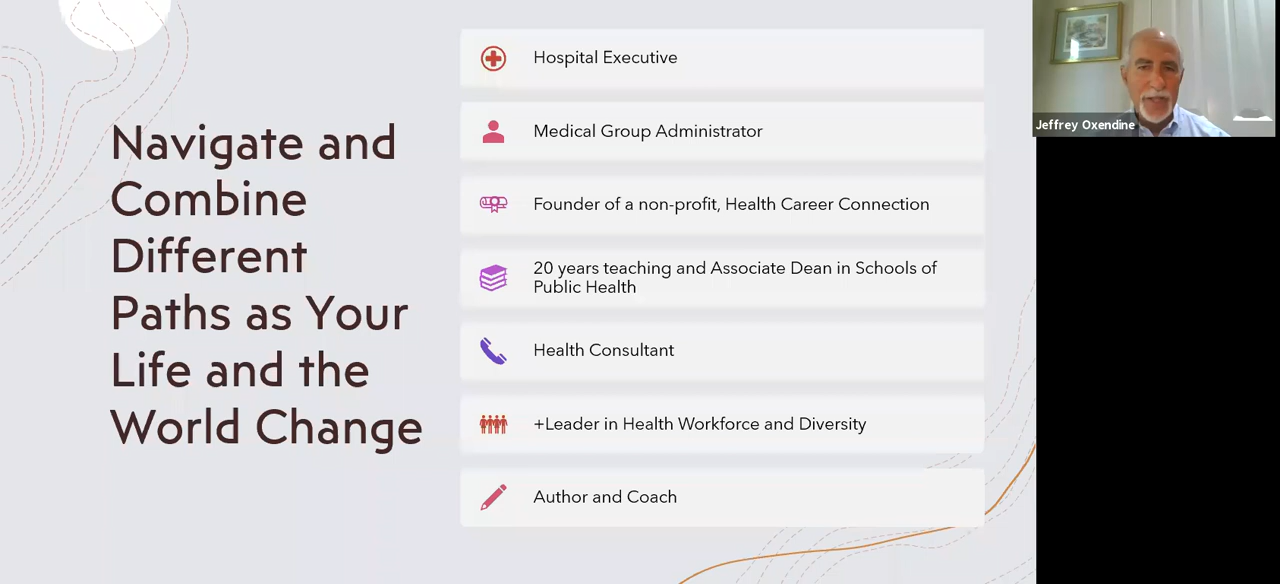 Navigate and
Combine
Different
Paths as Your
Life and the
World Change
Hospital Executive
Medical Group Administrator
Founder of a non-profit, Health Career Connection
20 years teaching and Associate Dean in Schools of
Public Health
Health Consultant
+Leader in Health Workforce and Diversity
Author and Coach
Jeffrey Oxendine